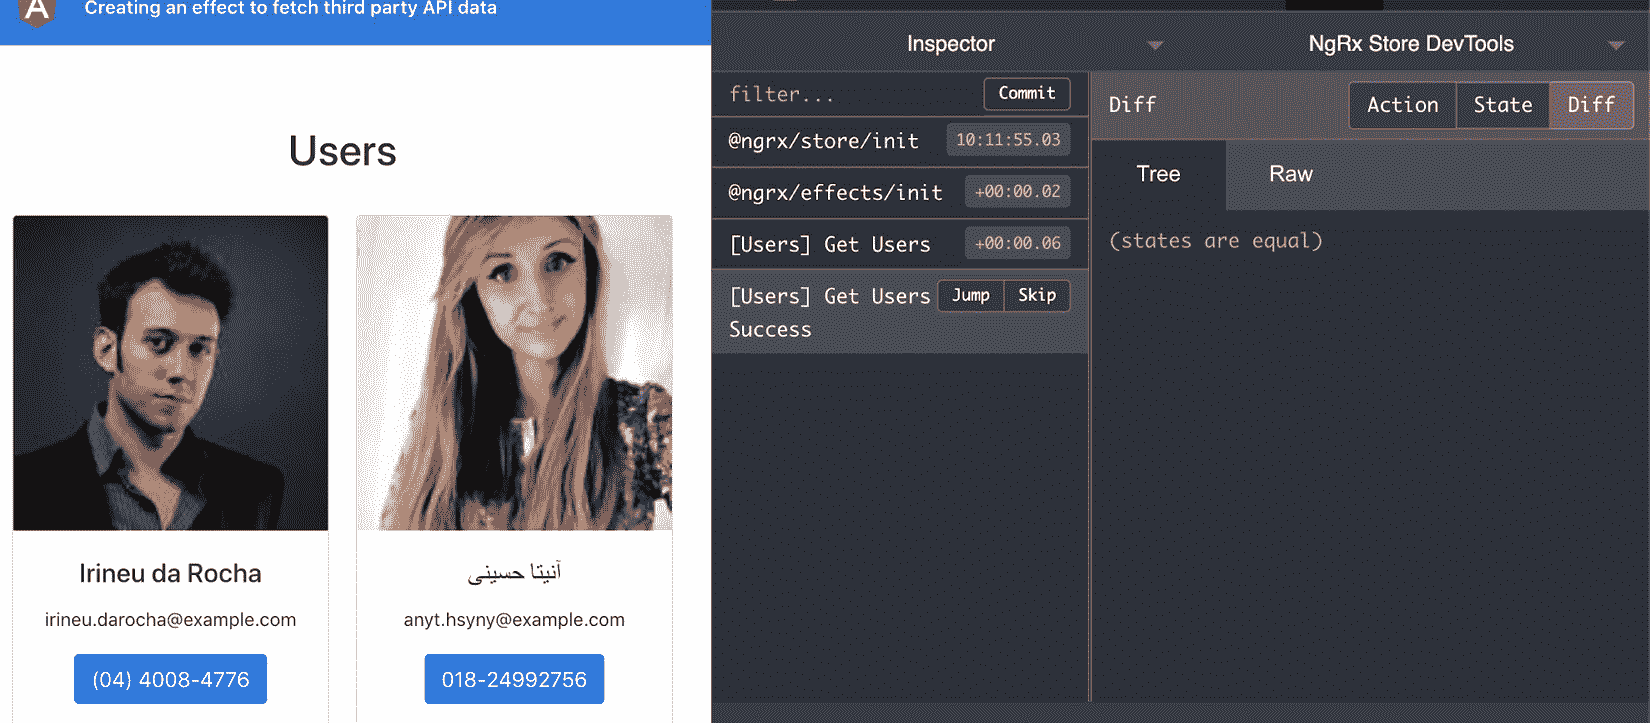 A
Creating an effect to fetch third party API data
Users
Irineu da Rocha
irineu.darocha@example.com
(04) 4008-4776
آنیتا حسینی
anyt.hsyny@example.com
018-24992756
Inspector
NgRx Store DevTools
filter...
Commit
@ngrx/store/init
10:11:55.03
@ngrx/effects/init
+00:00.02
[Users] Get Users
+00:00.06
[Users] Get Users
Success
Jump
Skip
Diff
Action
State
Diff
Tree
Raw
(states are equal)